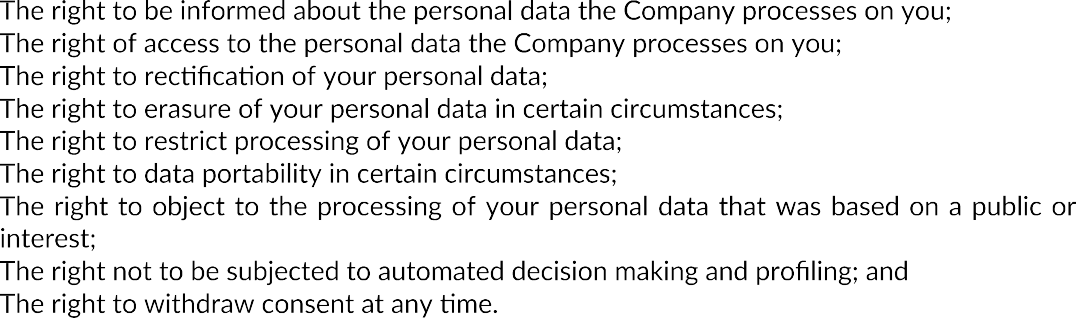 The right to be informed about the personal data the Company processes on you;
The right of access to the personal data the Company processes on you;
The right to rectification of your personal data;
The right to erasure of your personal data in certain circumstances;
The right to restrict processing of your personal data;
The right to data portability in certain circumstances;
The right to object to the processing of your personal data that was based on a public or
interest;
The right not to be subjected to automated decision making and profiling; and
The right to withdraw consent at any time.